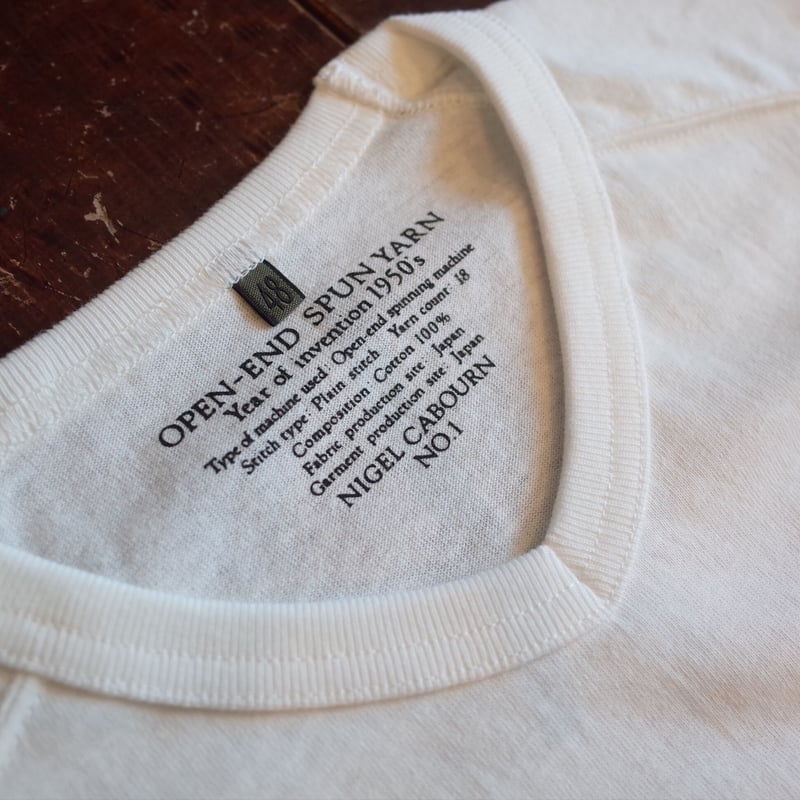 48
OPEN-END SPUN YARN
Year of invention 1950's
Type of machine used: Open-end spinning machine
Stitch type: Plain stitch Yarn count: 18
Composition: Cotton 100%
Fabric production site: Japan
Garment production site: Japan
NIGEL CABOURN
NO.1